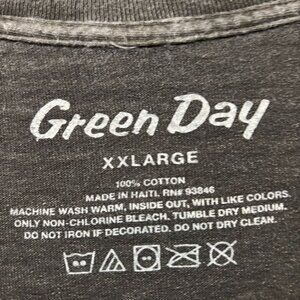 Green Day
XXLARGE
100% COTTON
MADE IN HAITI. RN# 93846
MACHINE WASH WARM, INSIDE OUT, WITH LIKE COLORS.
ONLY NON-CHLORINE BLEACH. TUMBLE DRY MEDIUM.
DO NOT IRON IF DECORATED. DO NOT DRY CLEAN.